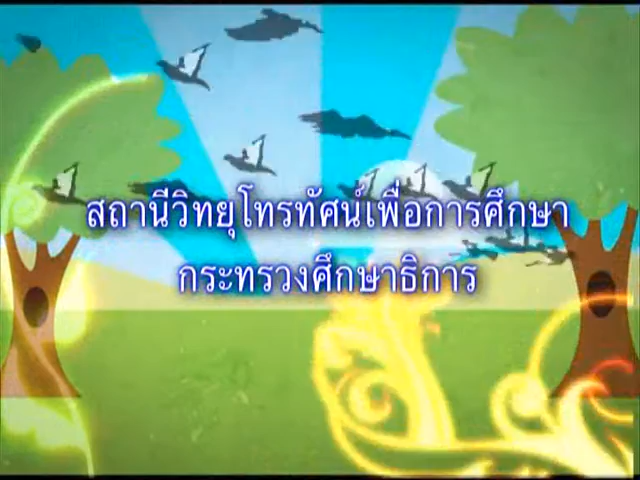 สถานีวิทยุโทรทัศน์เพื่อการศึกษา
กระทรวงศึกษาธิการ